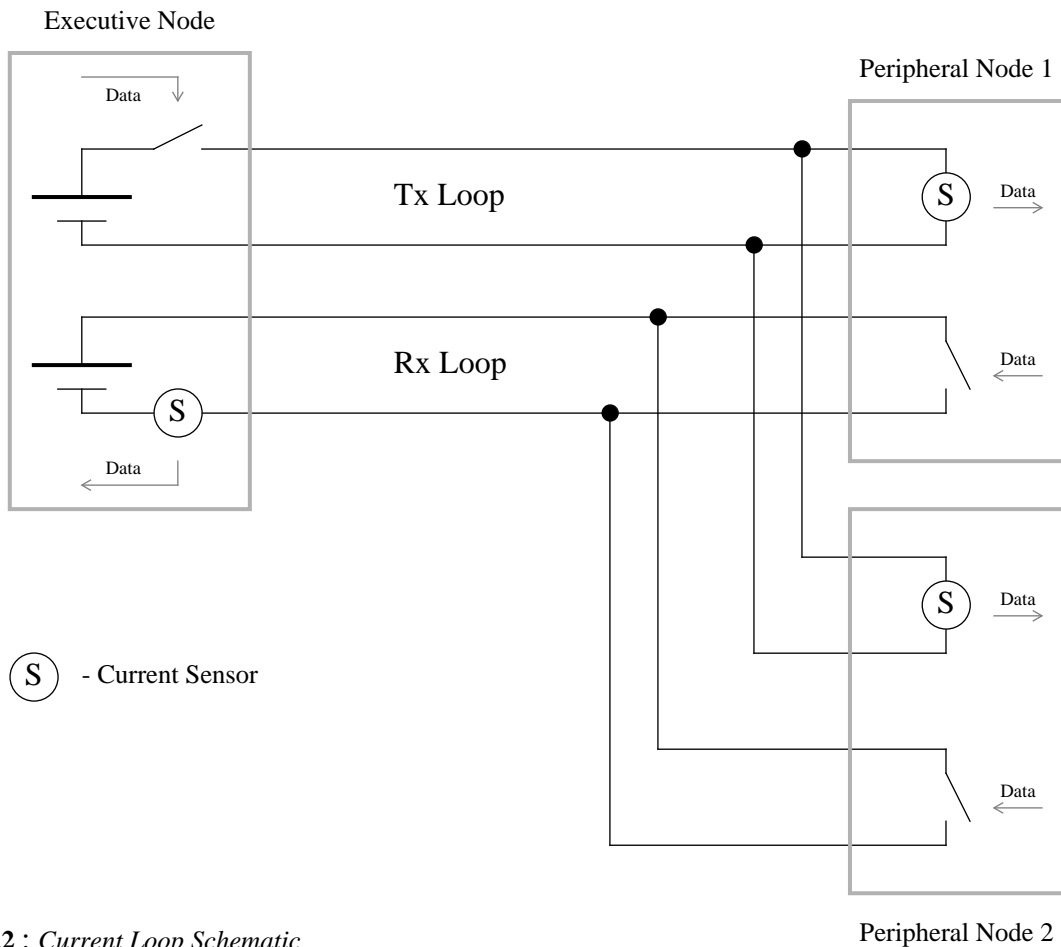 Executive Node
Peripheral Node 1
Data
Tx Loop
S
Data
Rx Loop
Data
S
Data
S
Data
S - Current Sensor
Data
.2 : Current Loop Schematic
Peripheral Node 2